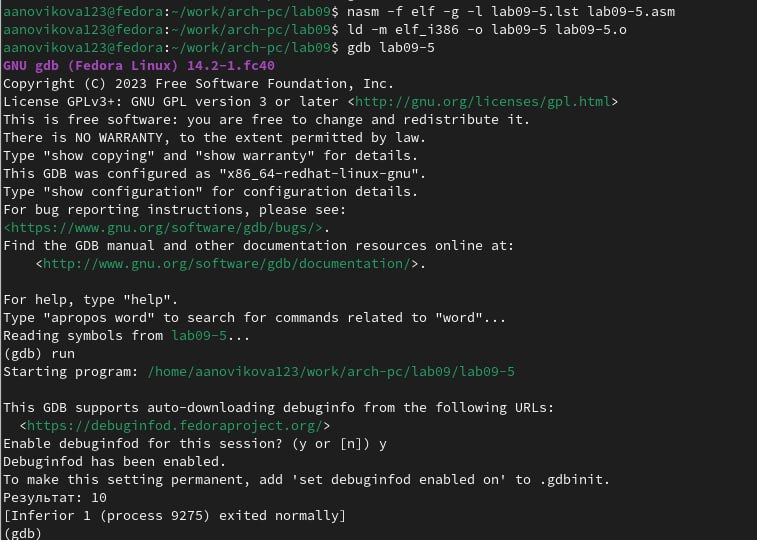 aanovikova123@fedora:~/work/arch-pc/lab09$ nasm -f elf -g -l lab09-5.lst lab09-5.asm
aanovikova123@fedora:~/work/arch-pc/lab09$ ld -m elf_i386 -o lab09-5 lab09-5.o
aanovikova123@fedora:~/work/arch-pc/lab09$ gdb lab09-5
GNU gdb (Fedora Linux) 14.2-1.fc40
Copyright (C) 2023 Free Software Foundation, Inc.
License GPLv3+: GNU GPL version 3 or later <http://gnu.org/licenses/gpl.html>
This is free software: you are free to change and redistribute it.
There is NO WARRANTY, to the extent permitted by law.
Type "show copying" and "show warranty" for details.
This GDB was configured as "x86_64-redhat-linux-gnu".
Type "show configuration" for configuration details.
For bug reporting instructions, please see:
<https://www.gnu.org/software/gdb/bugs/>.
Find the GDB manual and other documentation resources online at:
    <http://www.gnu.org/software/gdb/documentation/>.

For help, type "help".
Type "apropos word" to search for commands related to "word"...
Reading symbols from lab09-5...
(gdb) run
Starting program: /home/aanovikova123/work/arch-pc/lab09/lab09-5

This GDB supports auto-downloading debuginfo from the following URLs:
  <https://debuginfod.fedoraproject.org/>
Enable debuginfod for this session? (y or [n]) y
Debuginfod has been enabled.
To make this setting permanent, add 'set debuginfod enabled on' to .gdbinit.
Результат: 10
[Inferior 1 (process 9275) exited normally]
(gdb)